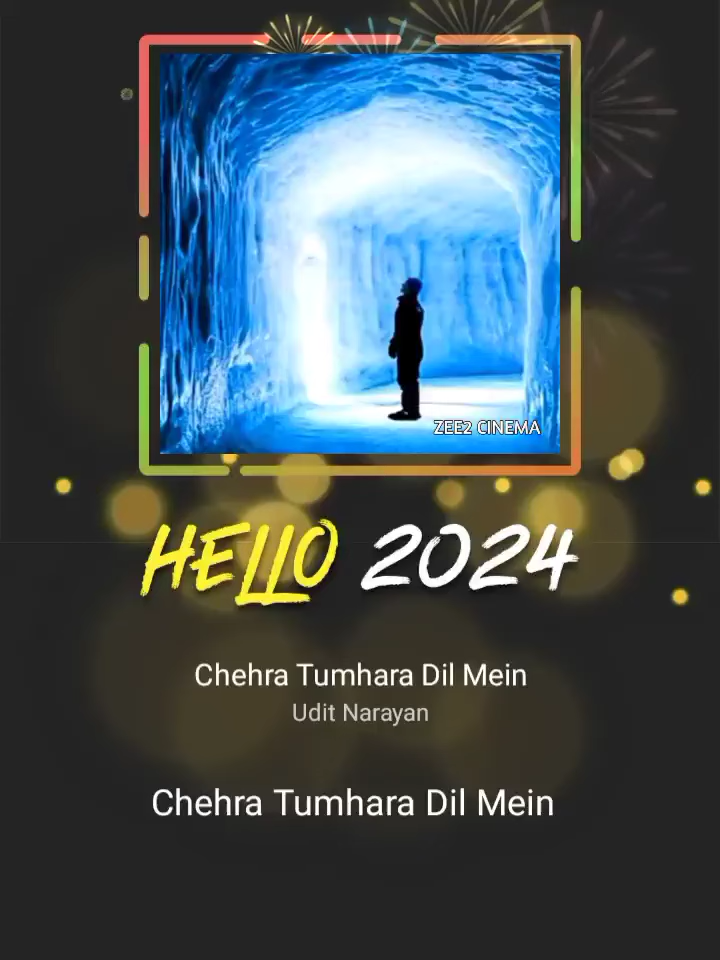 ZEE2 CINEMA
HELLO 2024
Chehra Tumhara Dil Mein
Udit Narayan
Chehra Tumhara Dil Mein